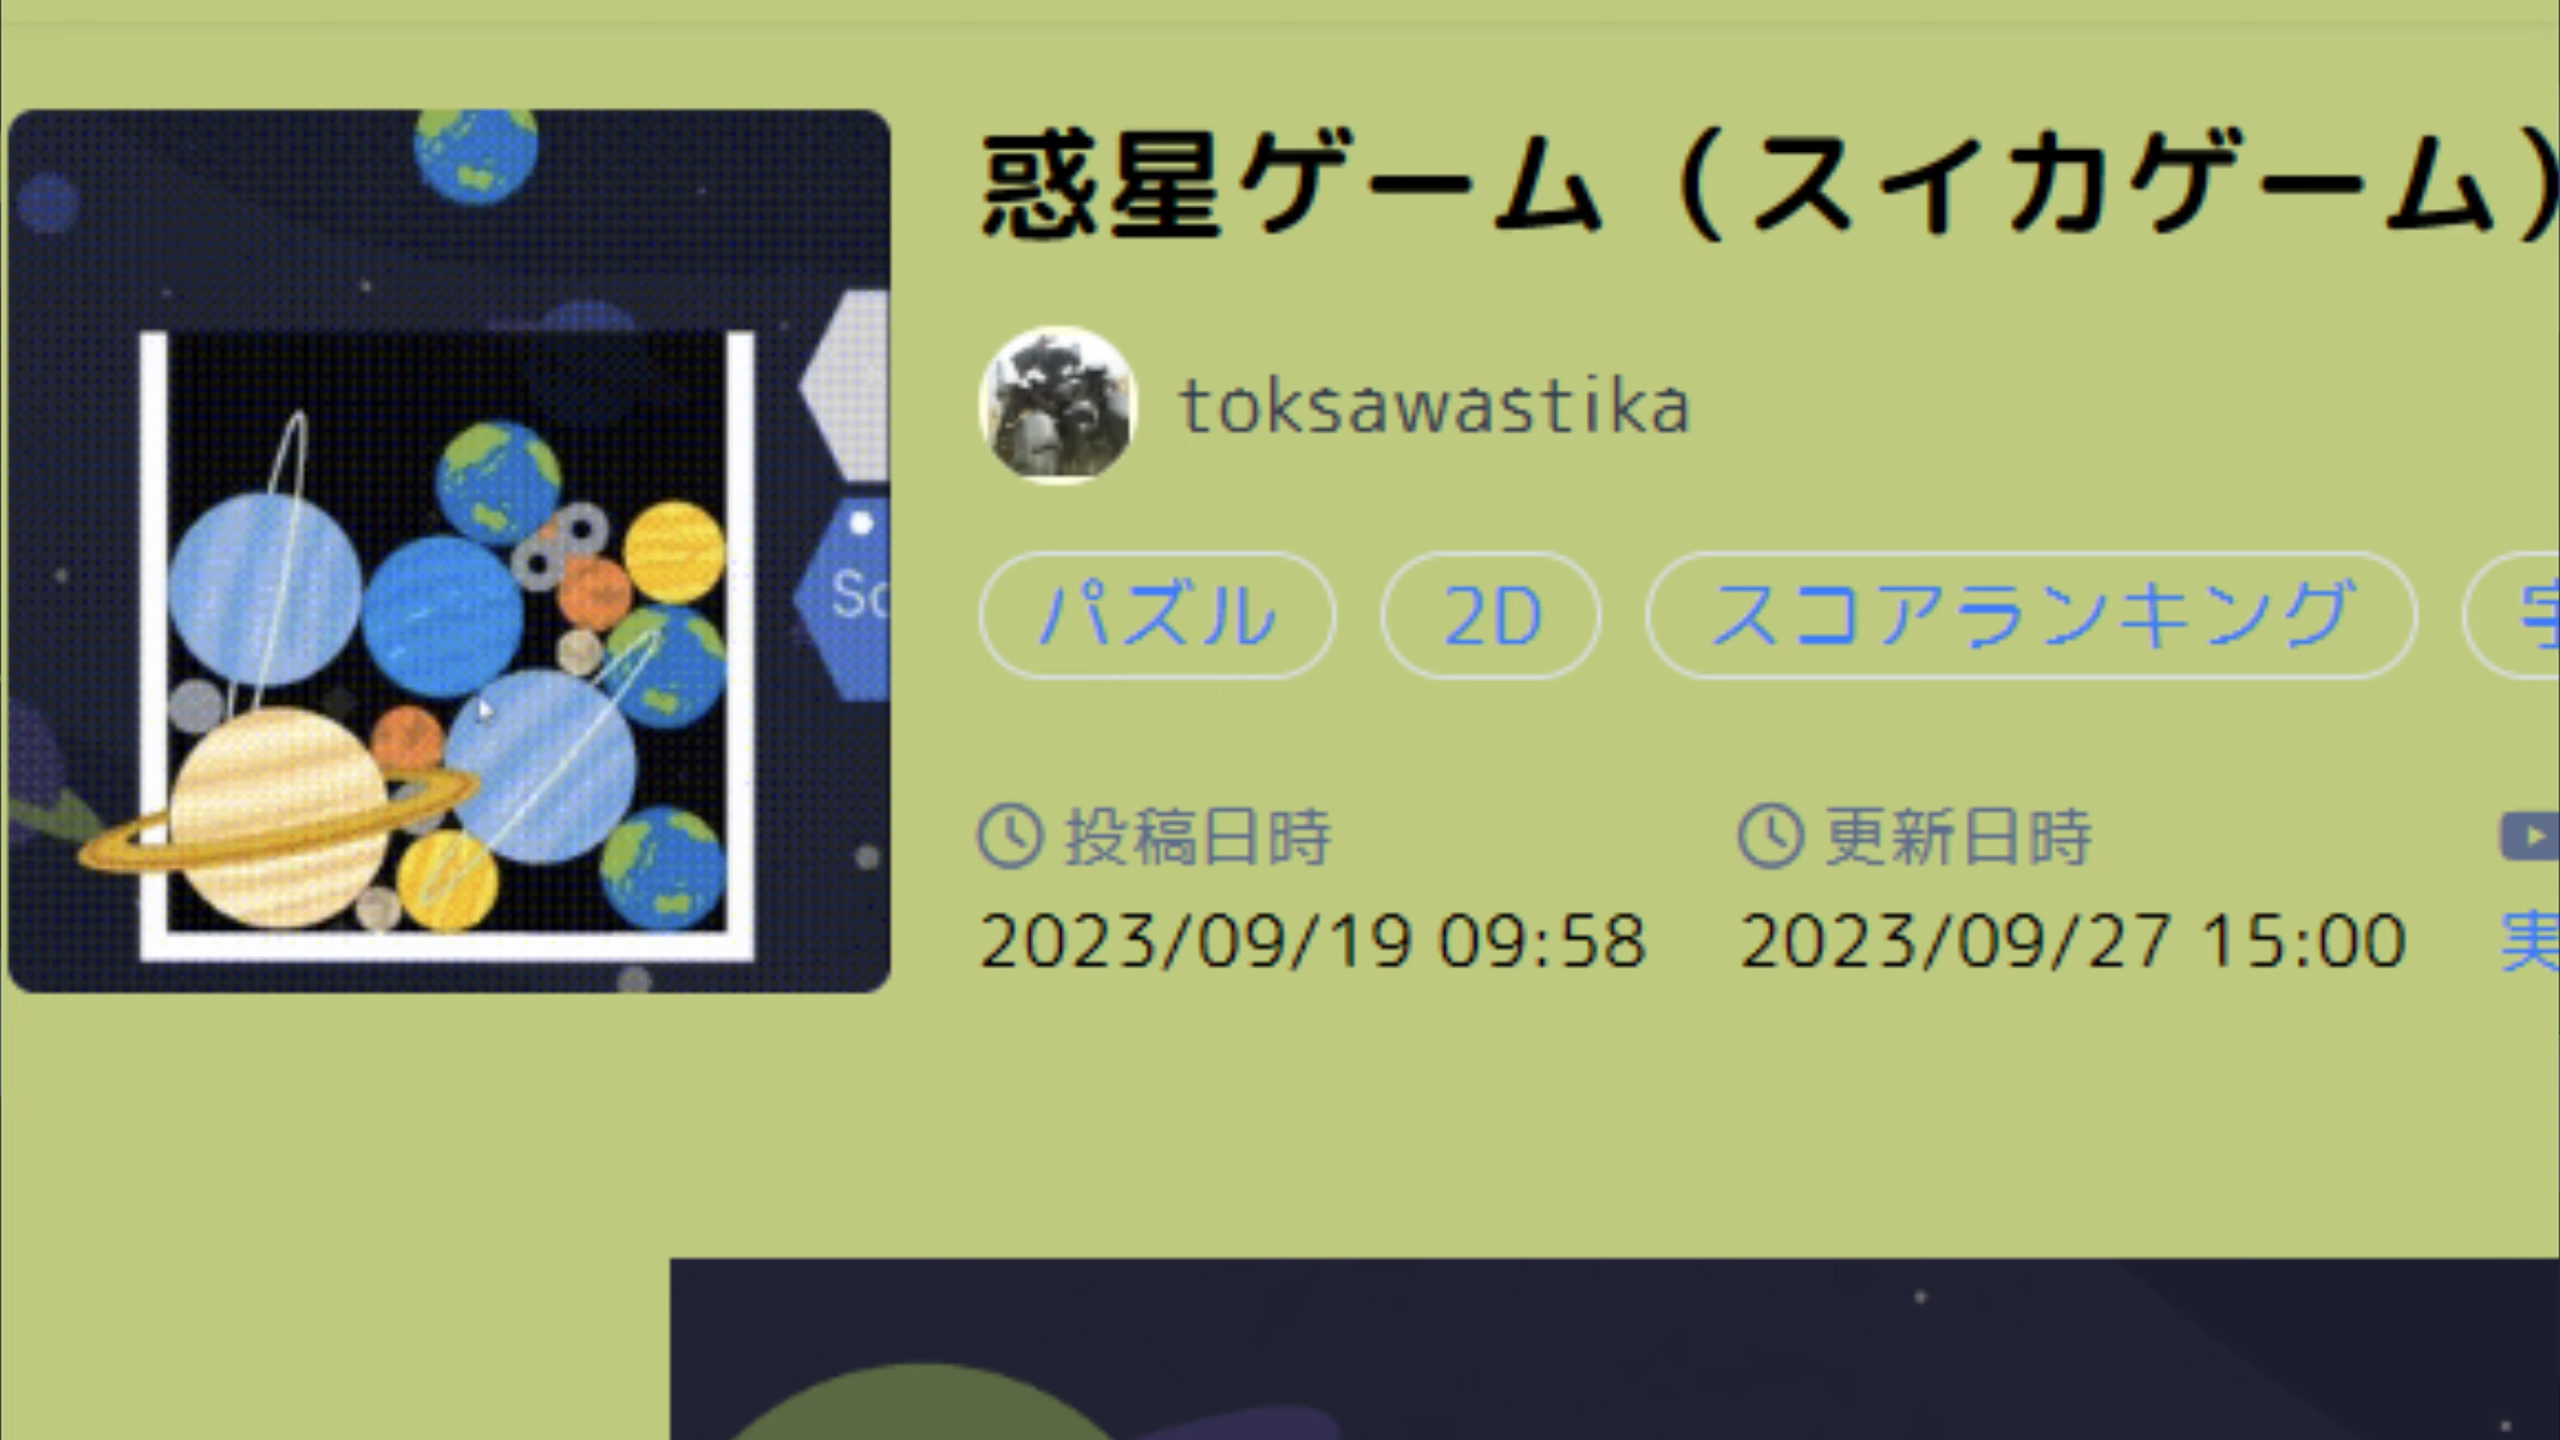 惑星ゲーム（スイカゲーム）
toksawastika
パズル 2D スコアランキング
投稿日時 更新日時
2023/09/19 09:58 2023/09/27 15:00 実